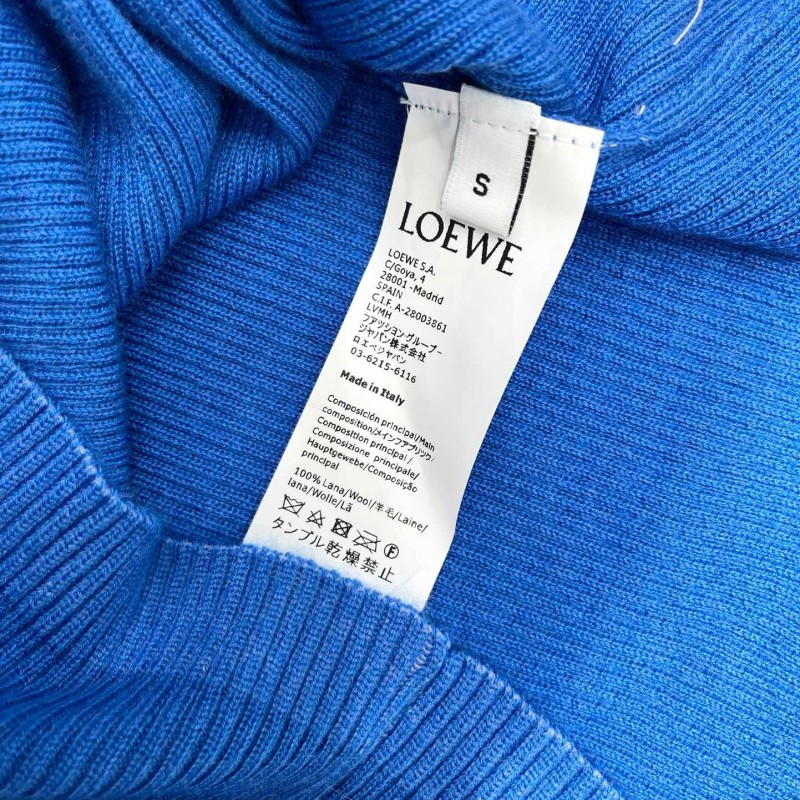 S
LOEWE
LOEWE S.A.
C/Goya, 4
28001 -Madrid
SPAIN
C.I.F. A-28003861
LVMH
ファッショングループ-
ジャパン株式会社
ロエベジャパン
03-6215-6116
Made in Italy
Composición principal/Main
composition/メインファブリック/
Composition principal /
Composizione principale/
Hauptgewebe/Composição
principal
100% Lana/Wool/羊毛/Laine/
lana/Wolle/Lã
F
タンブル乾燥禁止